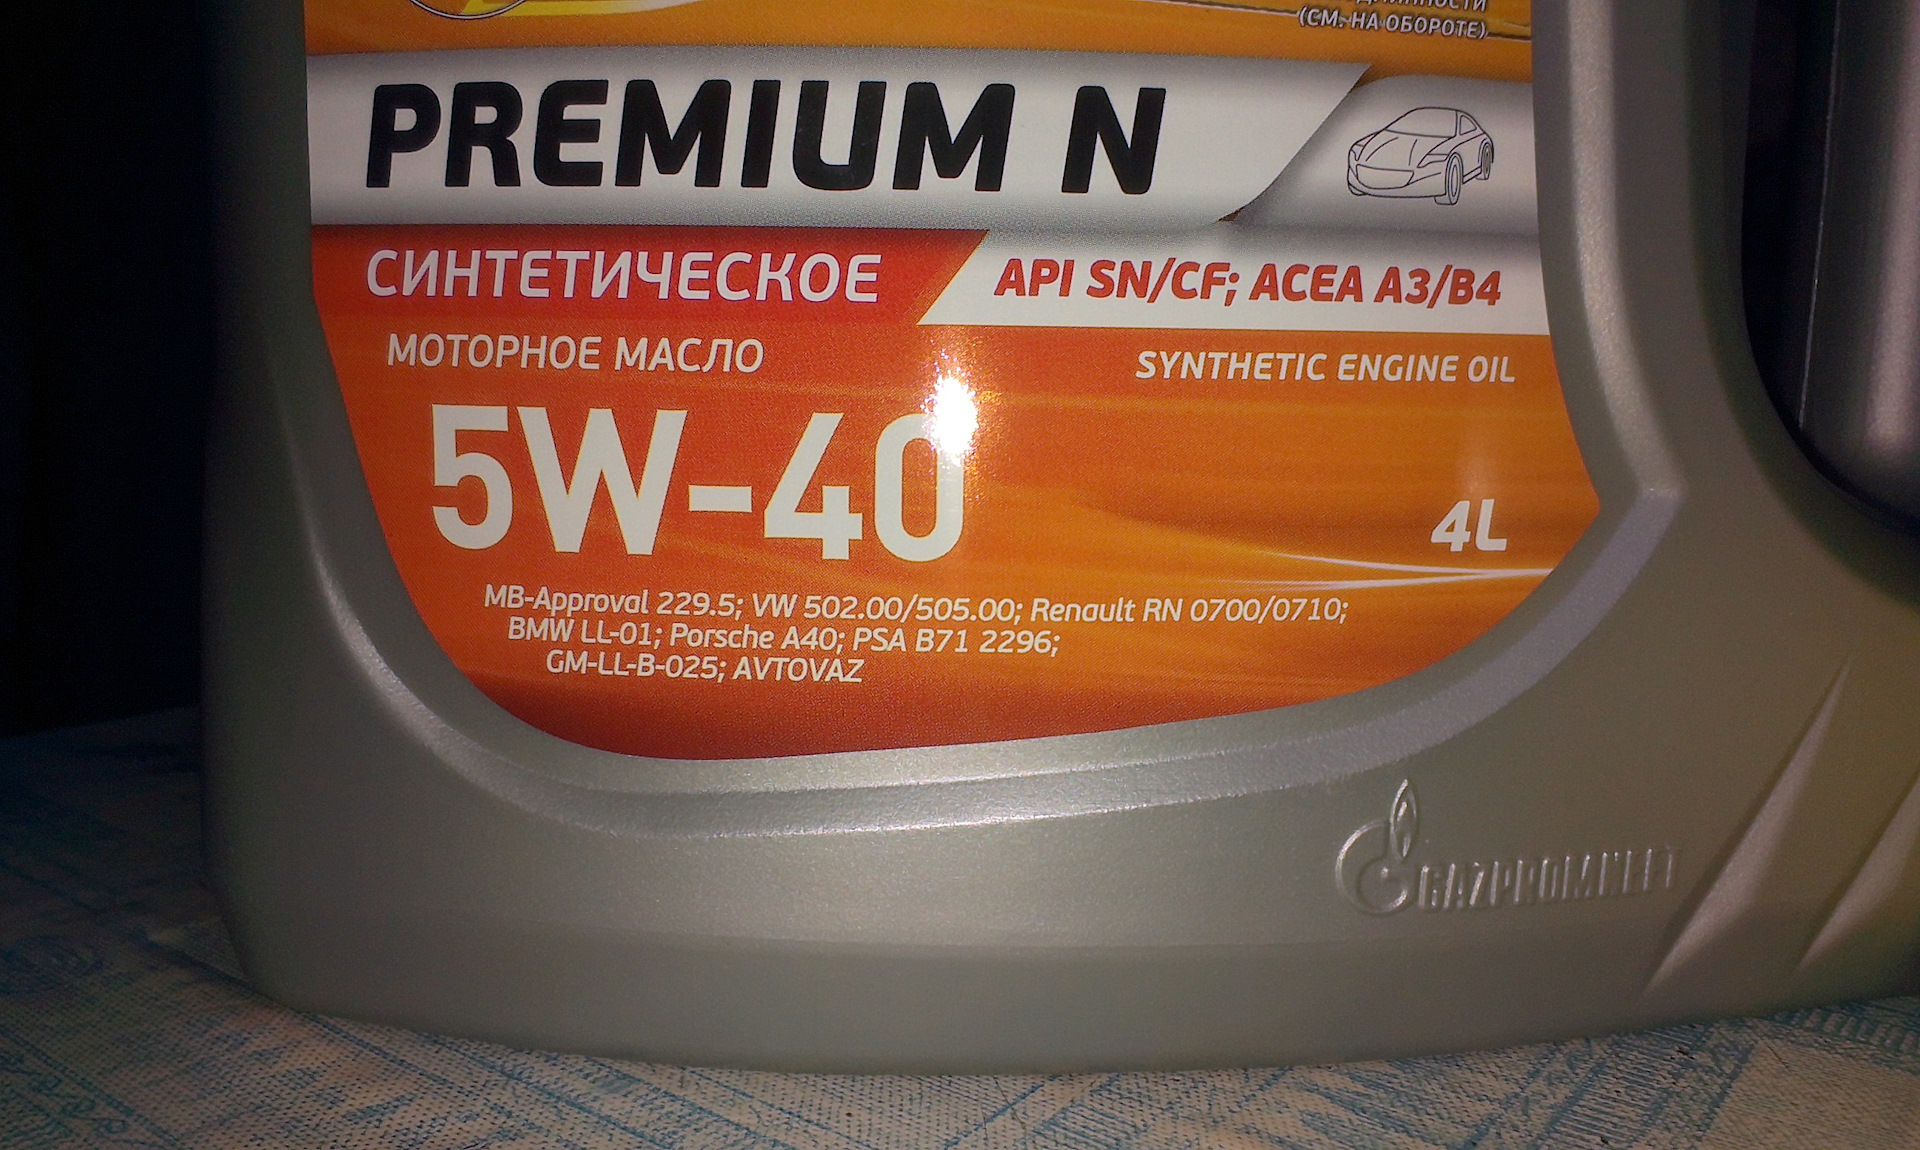 (СМ. НА ОБОРОТЕ)
PREMIUM N
СИНТЕТИЧЕСКОЕ
API SN/CF; ACEA A3/B4
МОТОРНОЕ МАСЛО
SYNTHETIC ENGINE OIL
5W-40
4L
MB-Approval 229.5; VW 502.00/505.00; Renault RN 0700/0710;
BMW LL-01; Porsche A40; PSA B71 2296;
GM-LL-B-025; AVTOVAZ
GAZPROMNEFT